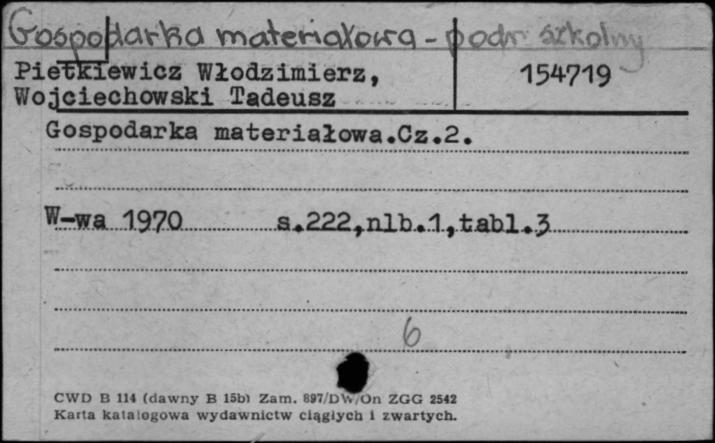 Gospodarka materiałowa - podr szkolny
Pietkiewicz Włodzimierz, 154719
Wojciechowski Tadeusz
Gospodarka materiałowa.Cz.2.
W-wa 1970 s.222,nlb.1,tabl.3
6
CWD B 114 (dawny B 15b) Zam. 897/DW/On ZGG 2542
Karta katalogowa wydawnictw ciągłych i zwartych.